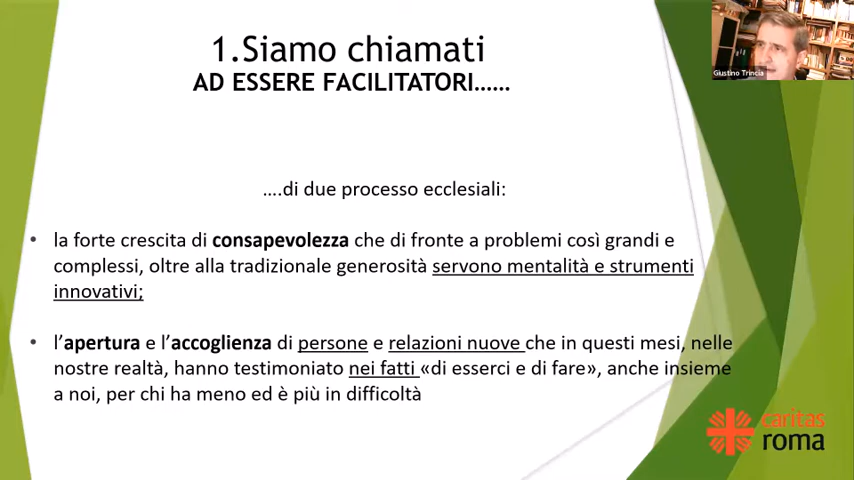 1.Siamo chiamati
AD ESSERE FACILITATORI……
Giustino Trincia
….di due processo ecclesiali:
• la forte crescita di consapevolezza che di fronte a problemi così grandi e
complessi, oltre alla tradizionale generosità servono mentalità e strumenti
innovativi;
• l’apertura e l’accoglienza di persone e relazioni nuove che in questi mesi, nelle
nostre realtà, hanno testimoniato nei fatti «di esserci e di fare», anche insieme
a noi, per chi ha meno ed è più in difficoltà
caritas
roma